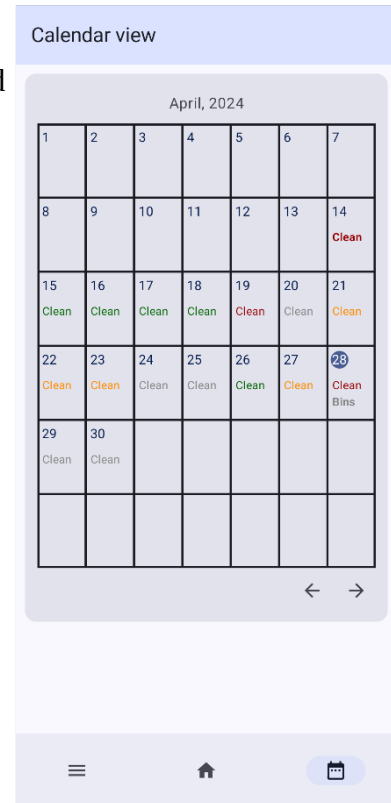 Calendar view
d
April, 2024
1 2 3 4 5 6 7
8 9 10 11 12 13 14
Clean
15 16 17 18 19 20 21
Clean Clean Clean Clean Clean Clean Clean
22 23 24 25 26 27 28
Clean Clean Clean Clean Clean Clean Clean
Bins
29 30
Clean Clean